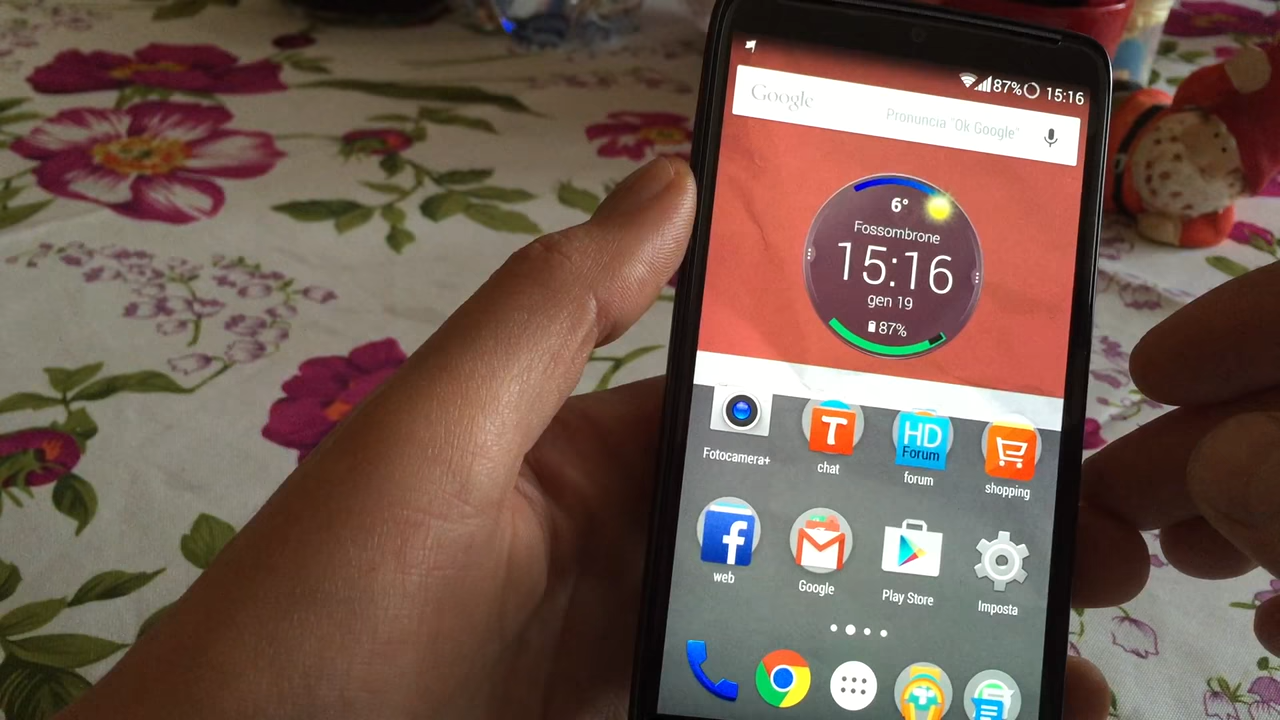 87% 15:16
Google Pronuncia "Ok Google"
6°
Fossombrone
15:16
gen 19
87%
T
HD
Forum
Fotocamera+
chat
forum
shopping
f
web
Google
Play Store
Imposta